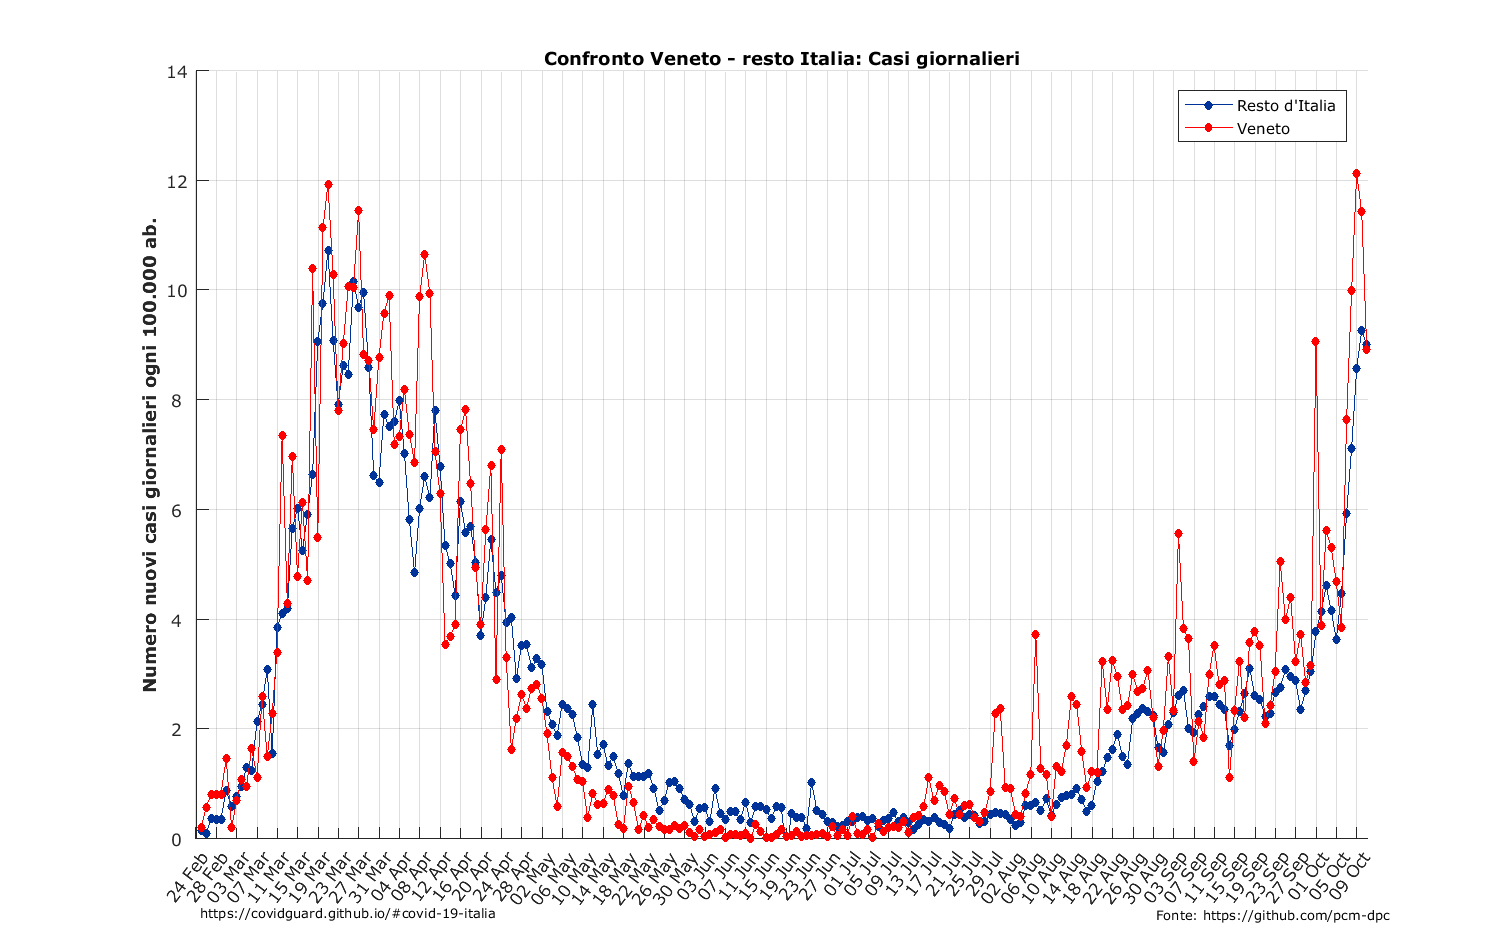 Confronto Veneto - resto Italia: Casi giornalieri
Resto d'Italia
Veneto
Numero nuovi casi giornalieri ogni 100.000 ab.
14
12
10
8
6
4
2
0
24 Feb
28 Feb
03 Mar
07 Mar
11 Mar
15 Mar
19 Mar
23 Mar
27 Mar
31 Mar
04 Apr
08 Apr
12 Apr
16 Apr
20 Apr
24 Apr
28 Apr
02 May
06 May
10 May
14 May
18 May
22 May
26 May
30 May
03 Jun
07 Jun
11 Jun
15 Jun
19 Jun
23 Jun
27 Jun
01 Jul
05 Jul
09 Jul
13 Jul
17 Jul
21 Jul
25 Jul
29 Jul
02 Aug
06 Aug
10 Aug
14 Aug
18 Aug
22 Aug
26 Aug
30 Aug
03 Sep
07 Sep
11 Sep
15 Sep
19 Sep
23 Sep
27 Sep
01 Oct
05 Oct
09 Oct
https://covidguard.github.io/#covid-19-italia
Fonte: https://github.com/pcm-dpc